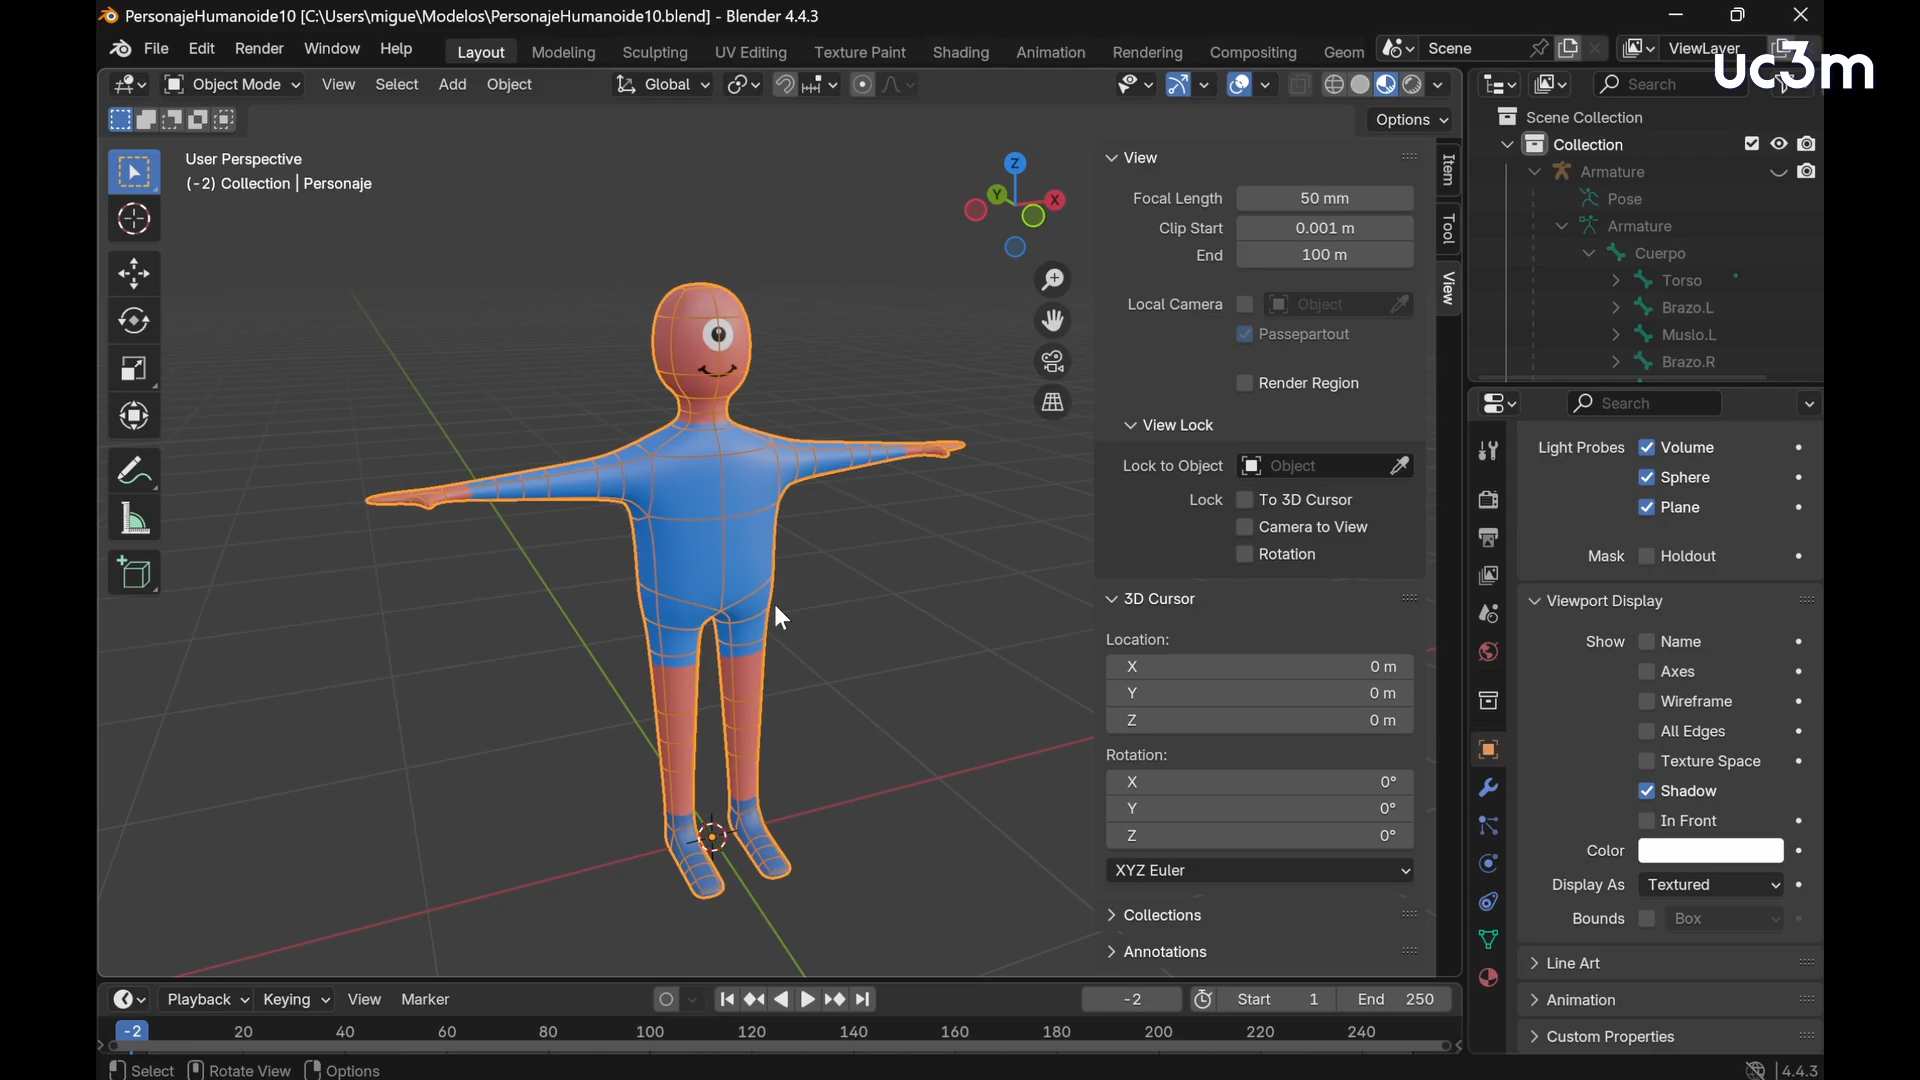 PersonajeHumanoide10 [C:\Users\migue\Modelos\PersonajeHumanoide10.blend] - Blender 4.4.3
File Edit Render Window Help Layout Modeling Sculpting UV Editing Texture Paint Shading Animation Rendering Compositing Geom Scene ViewLayer
uc3m
Object Mode View Select Add Object Global Search
Options
User Perspective
(-2) Collection | Personaje
Z
Y
X
View
Focal Length 50 mm
Clip Start 0.001 m
End 100 m
Local Camera Object
Passepartout
Render Region
View Lock
Lock to Object Object
Lock To 3D Cursor
Camera to View
Rotation
3D Cursor
Location:
X 0 m
Y 0 m
Z 0 m
Rotation:
X 0°
Y 0°
Z 0°
XYZ Euler
Collections
Annotations
Item
Tool
View
Scene Collection
Collection
Armature
Pose
Armature
Cuerpo
Torso
Brazo.L
Muslo.L
Brazo.R
Search
Light Probes Volume
Sphere
Plane
Mask Holdout
Viewport Display
Show Name
Axes
Wireframe
All Edges
Texture Space
Shadow
In Front
Color
Display As Textured
Bounds Box
Line Art
Animation
Custom Properties
Playback Keying View Marker -2 Start 1 End 250
-2 20 40 60 80 100 120 140 160 180 200 220 240
Select Rotate View Options 4.4.3